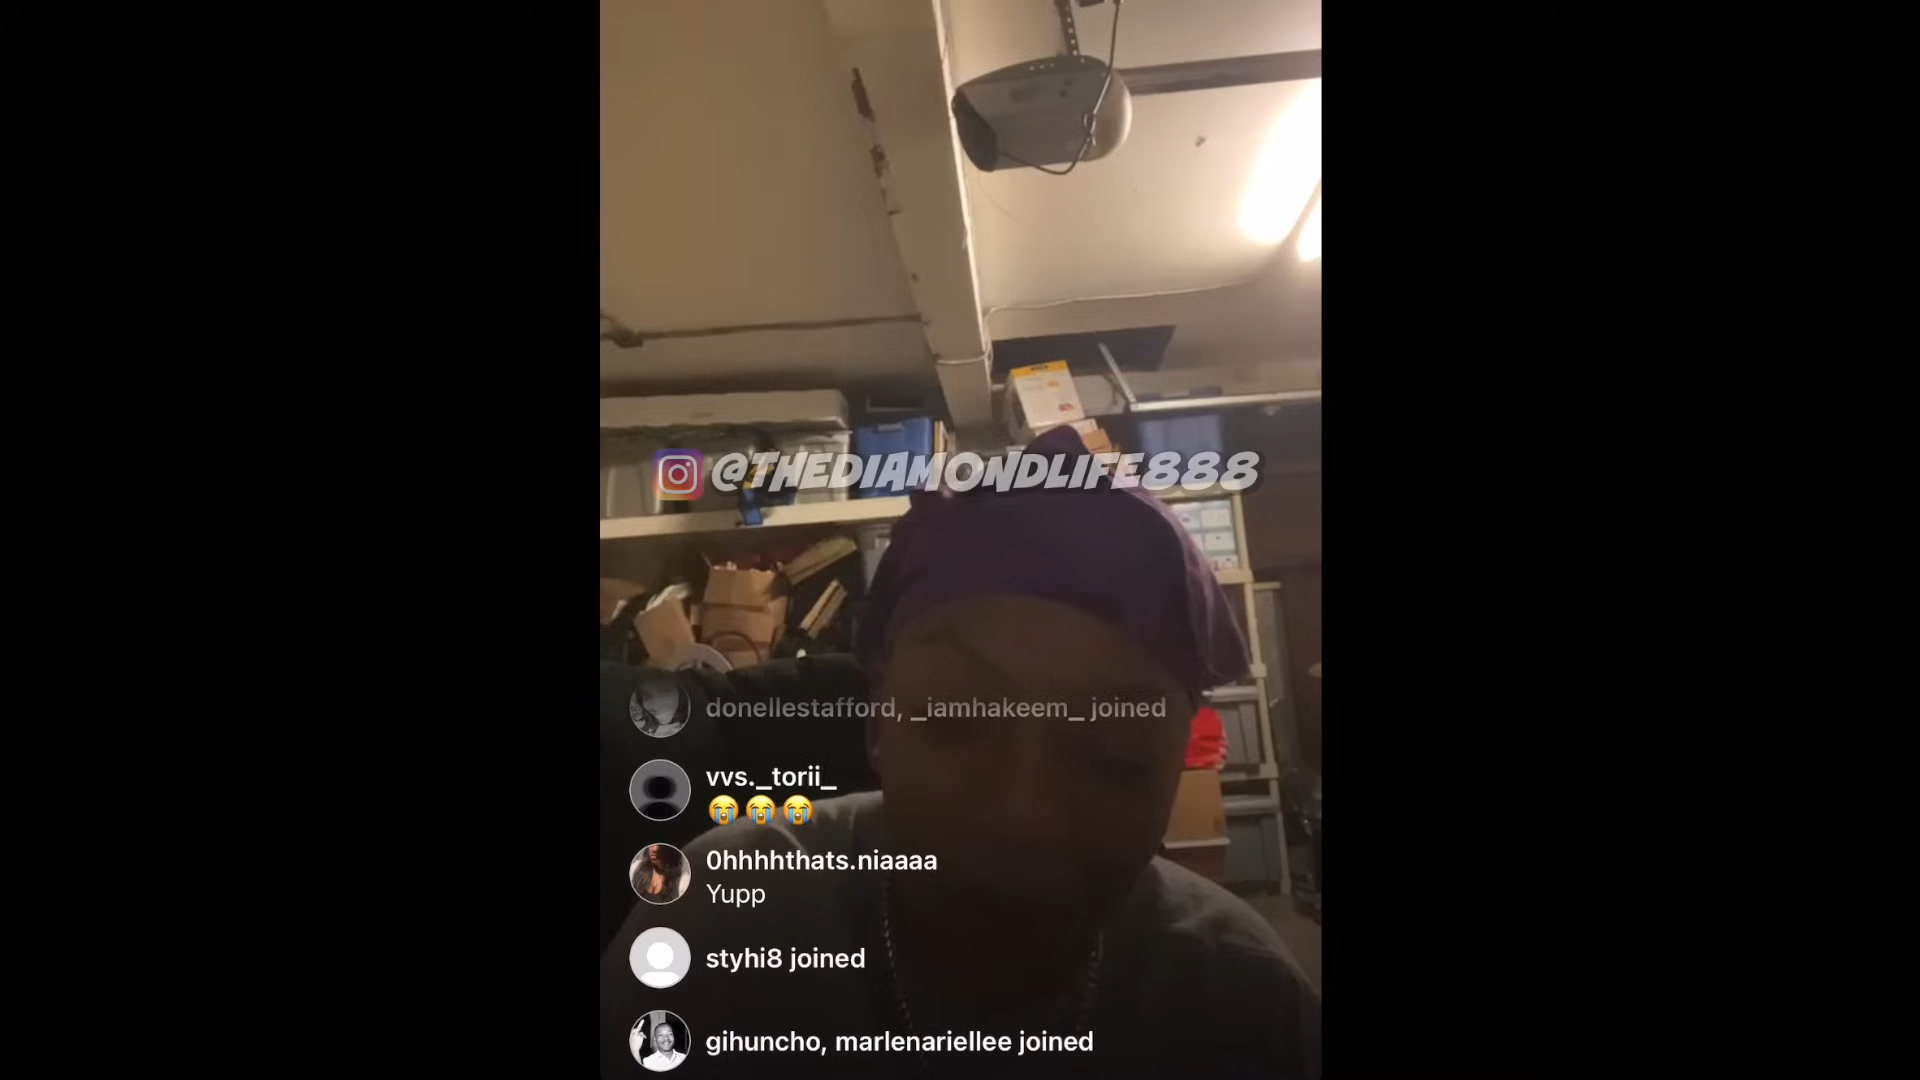 @THEDIAMONDLIFE888
donellestafford, _iamhakeem_ joined
vvs._torii_
😭😭😭
0hhhhthats.niaaaa
Yupp
styhi8 joined
gihuncho, marlenariellee joined